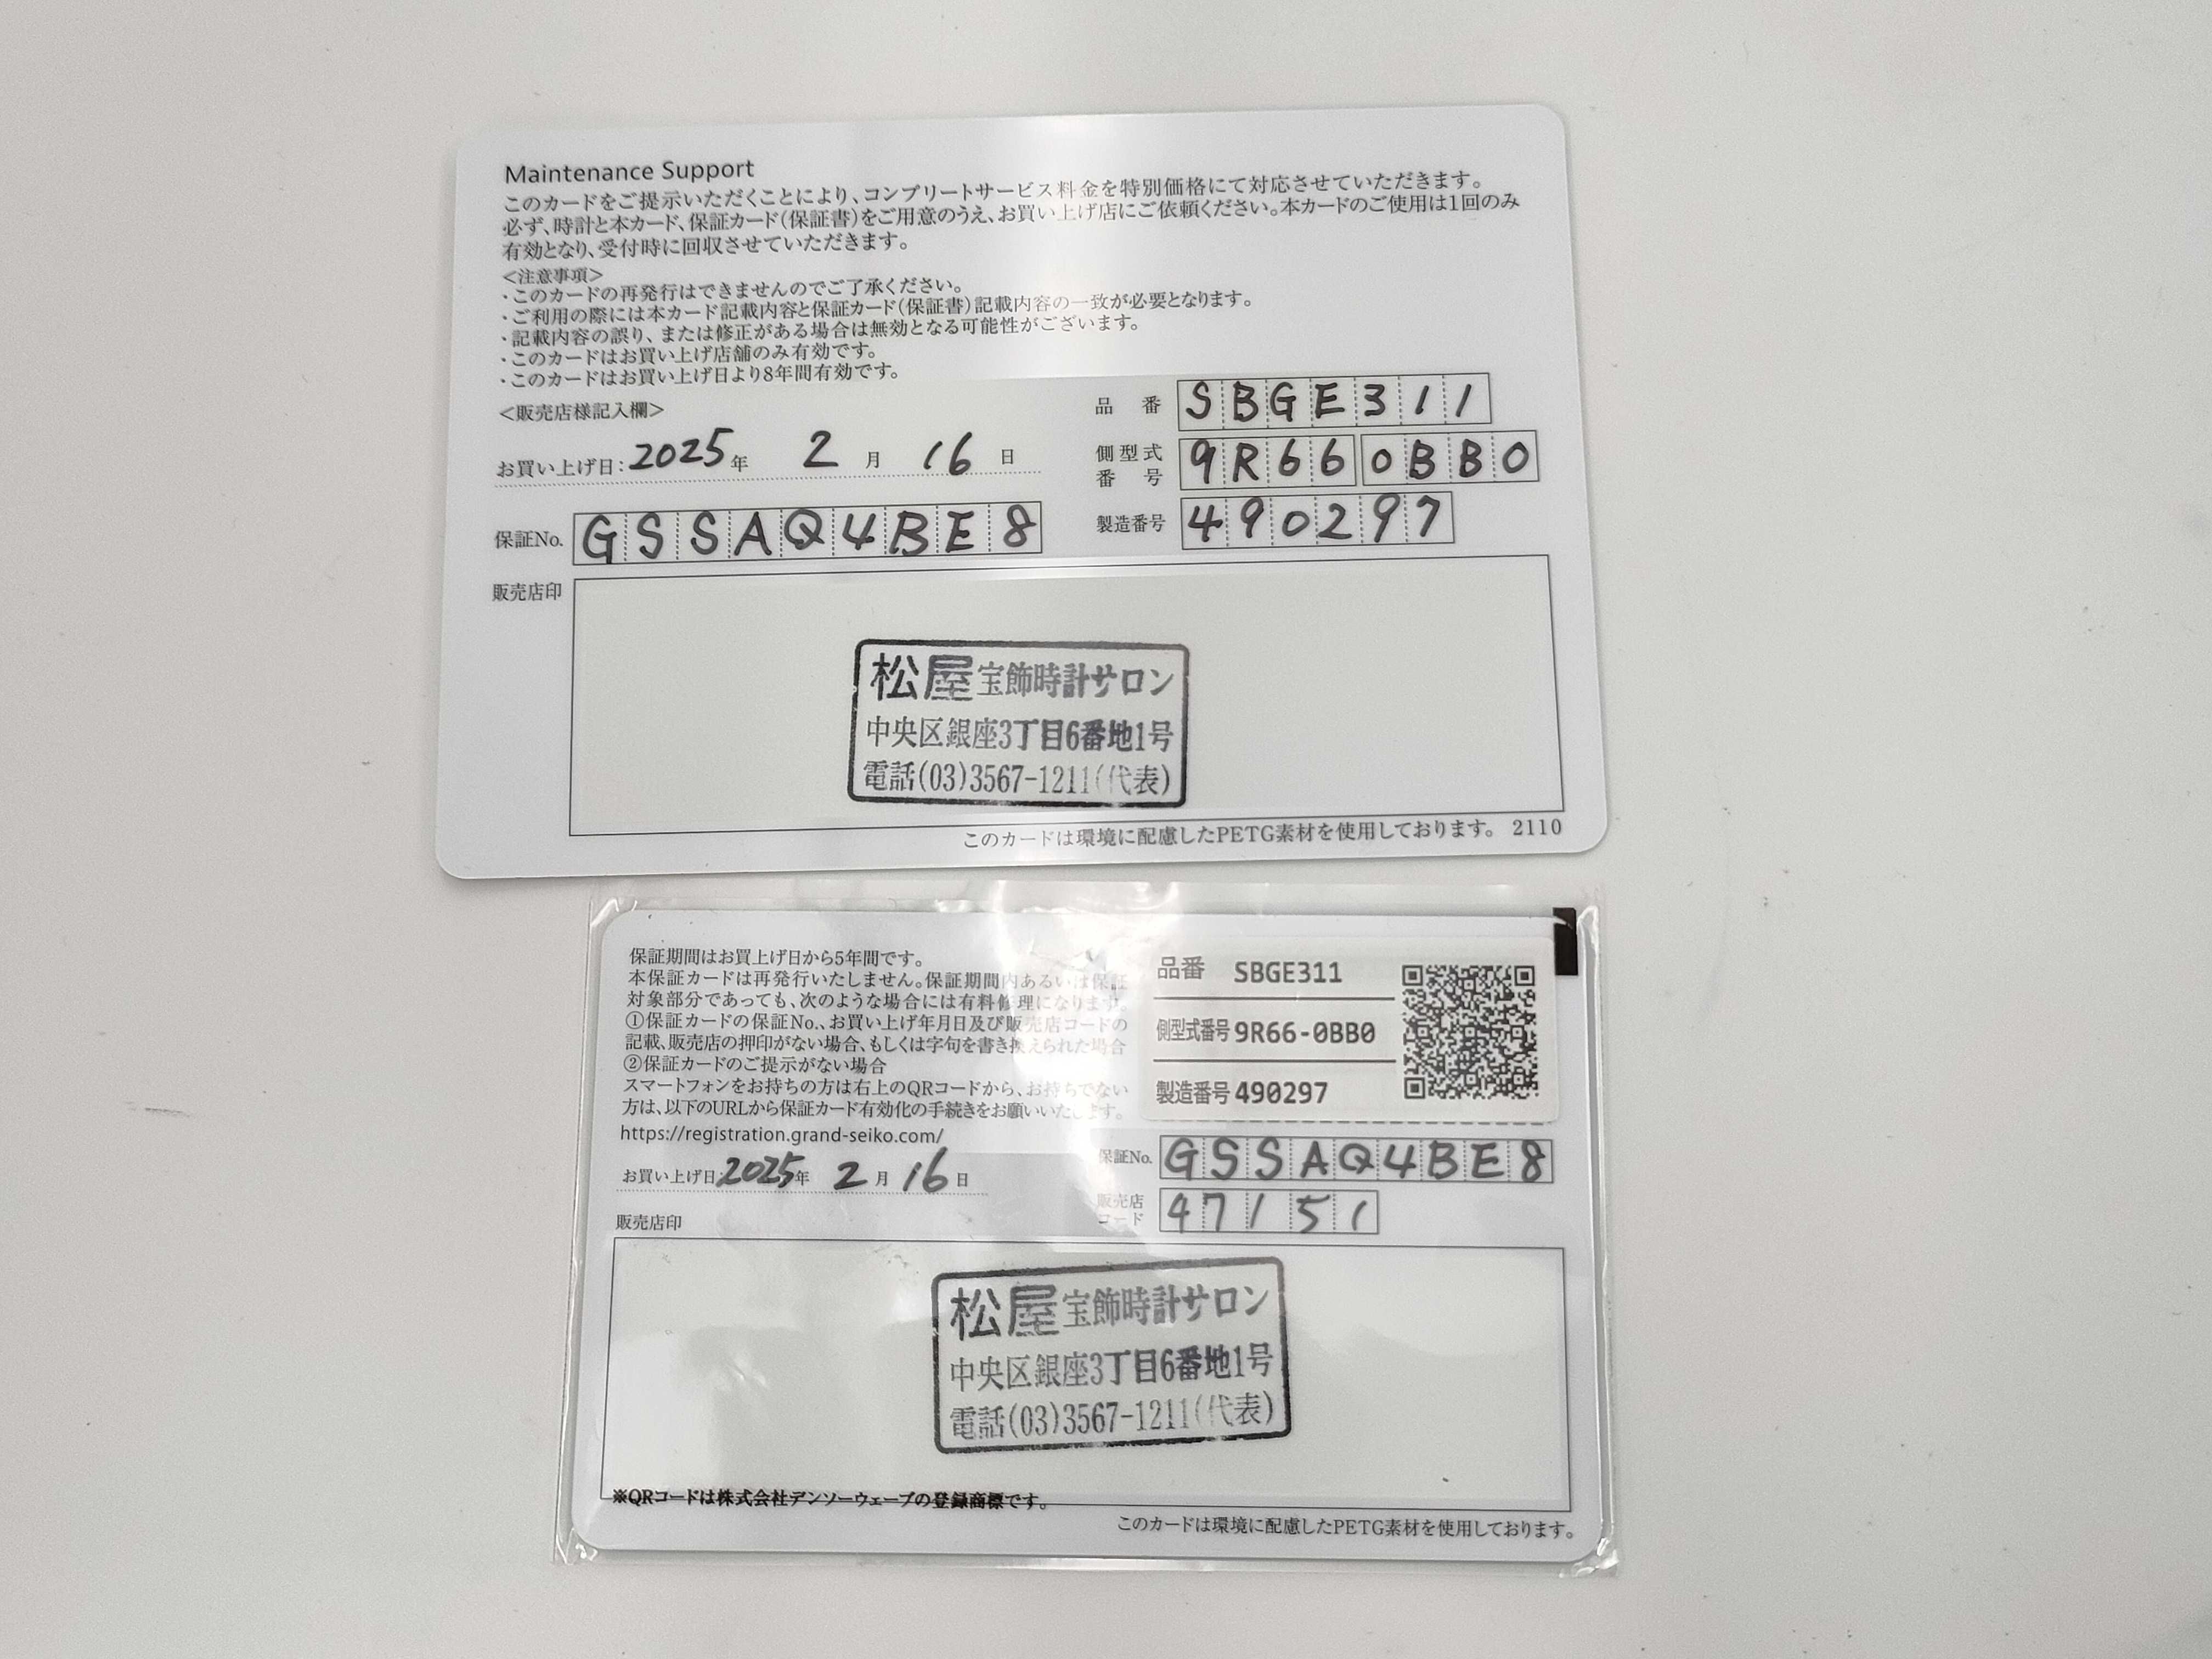 Maintenance Support
このカードをご提示いただくことにより、コンプリートサービス料金を特別価格にて対応させていただきます。
必ず、時計と本カード、保証カード(保証書)をご用意のうえ、お買い上げ店にご依頼ください。本カードのご使用は1回のみ
有効となり、受付時に回収させていただきます。
<注意事項>
・このカードの再発行はできませんのでご了承ください。
・ご利用の際には本カード記載内容と保証カード(保証書)記載内容の一致が必要となります。
・記載内容の誤り、または修正がある場合は無効となる可能性がございます。
・このカードはお買い上げ店舗のみ有効です。
・このカードはお買い上げ日より8年間有効です。
<販売店様記入欄>
お買い上げ日: 2025年 2月 16日
保証No. GSSAQ4BE8
品番 SBGE311
側型式番号 9R66 0BB0
製造番号 490297
販売店印
松屋宝飾時計サロン
中央区銀座3丁目6番地1号
電話(03)3567-1211(代表)
このカードは環境に配慮したPETG素材を使用しております。 2110
保証期間はお買上げ日から5年間です。
本保証カードは再発行いたしません。保証期間内あるいは保証
対象部分であっても、次のような場合には有料修理になります。
①保証カードの保証No.、お買い上げ年月日及び販売店コードの
記載、販売店の押印がない場合、もしくは字句を書き換えられた場合
②保証カードのご提示がない場合
スマートフォンをお持ちの方は右上のQRコードから、お持ちでない
方は、以下のURLから保証カード有効化の手続きをお願いいたします。
https://registration.grand-seiko.com/
お買い上げ日: 2025年 2月 16日
品番 SBGE311
側型式番号 9R66-0BB0
製造番号 490297
保証No. GSSAQ4BE8
販売店コード 47151
販売店印
松屋宝飾時計サロン
中央区銀座3丁目6番地1号
電話(03)3567-1211(代表)
※QRコードは株式会社デンソーウェーブの登録商標です。
このカードは環境に配慮したPETG素材を使用しております。